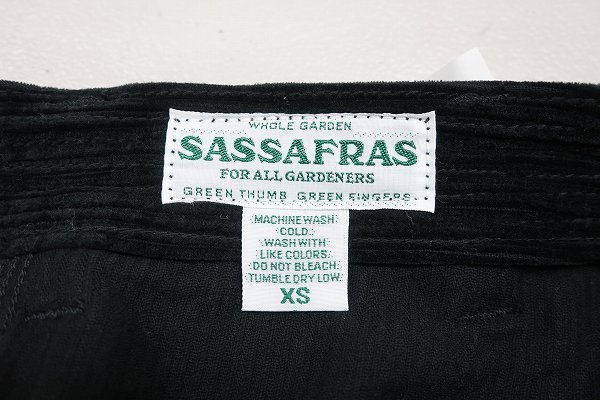 WHOLE GARDEN
SASSAFRAS
FOR ALL GARDENERS
GREEN THUMB GREEN FINGERS
MACHINE WASH
COLD.
WASH WITH
LIKE COLORS.
DO NOT BLEACH.
TUMBLE DRY LOW.
XS